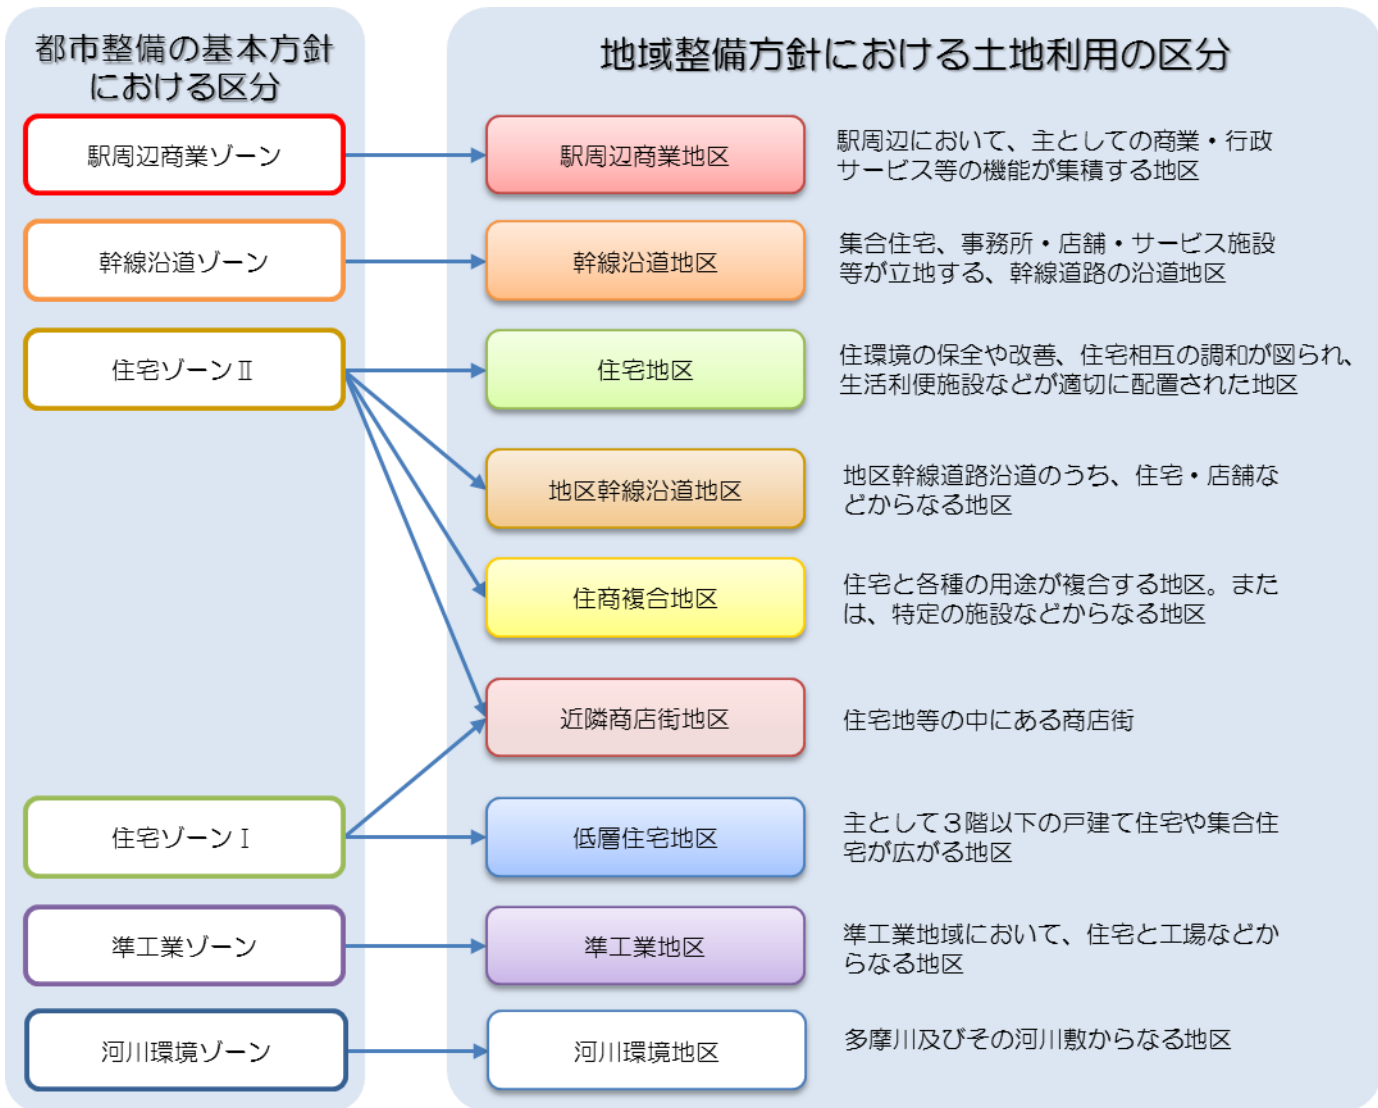 都市整備の基本方針
における区分
地域整備方針における土地利用の区分
駅周辺商業ゾーン
駅周辺商業地区
駅周辺において、主としての商業・行政
サービス等の機能が集積する地区
幹線沿道ゾーン
幹線沿道地区
集合住宅、事務所・店舗・サービス施設
等が立地する、幹線道路の沿道地区
住宅ゾーンⅡ
住宅地区
住環境の保全や改善、住宅相互の調和が図られ、
生活利便施設などが適切に配置された地区
地区幹線沿道地区
地区幹線道路沿道のうち、住宅・店舗な
どからなる地区
住商複合地区
住宅と各種の用途が複合する地区。また
は、特定の施設などからなる地区
近隣商店街地区
住宅地等の中にある商店街
住宅ゾーンⅠ
低層住宅地区
主として３階以下の戸建て住宅や集合住
宅が広がる地区
準工業ゾーン
準工業地区
準工業地域において、住宅と工場などか
らなる地区
河川環境ゾーン
河川環境地区
多摩川及びその河川敷からなる地区